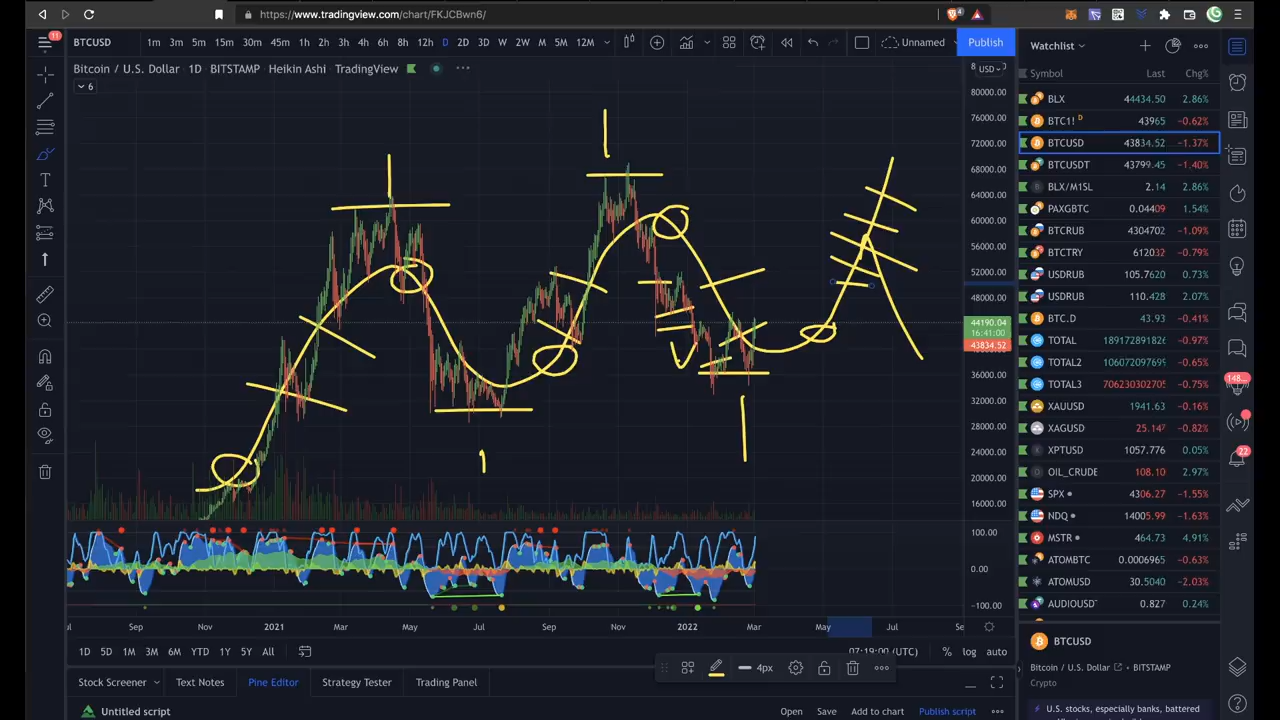 https://www.tradingview.com/chart/FKJCBwn6/
11
BTCUSD 1m 3m 5m 15m 30m 45m 1h 2h 3h 4h 6h 8h 12h D 2D 3D W 2W M 5M 12M Unnamed Publish
Bitcoin / U.S. Dollar · 1D BITSTAMP Heikin Ashi TradingView
6
USD
80000.00
76000.00
72000.00
68000.00
64000.00
60000.00
56000.00
52000.00
48000.00
44190.04
16:41:00
43834.52
36000.00
32000.00
28000.00
24000.00
20000.00
16000.00
100.00
0.00
-100.00
Sep Nov 2021 Mar May Jul Sep Nov 2022 Mar May Jul
1D 5D 1M 3M 6M YTD 1Y 5Y All 07:19:00 (UTC) % log auto
4px
Stock Screener Text Notes Pine Editor Strategy Tester Trading Panel
Untitled script Open Save Add to chart Publish script
Watchlist
Symbol Last Chg%
BLX 44434.50 2.86%
BTC1! D 43965 −0.62%
BTCUSD 43834.52 −1.37%
BTCUSDT 43799.45 −1.40%
BLX/M1SL 2.14 2.86%
PAXGBTC 0.04409 1.54%
BTCRUB 4304702 −1.09%
BTCTRY 612032 −0.79%
USDRUB 105.7620 0.73%
USDRUB 110.428 2.07%
BTC.D 43.93 −0.41%
TOTAL 1891728918 −0.97%
TOTAL2 106072097 −0.65%
TOTAL3 706230302 −0.75%
XAUUSD 1941.63 −0.16%
XAGUSD 25.147 −0.82%
XPTUSD 1057.776 0.05%
OIL_CRUDE 108.10 2.97%
SPX 4306.27 −1.55%
NDQ 14005.99 −1.63%
MSTR 464.73 4.91%
ATOMBTC 0.0006965 −0.63%
ATOMUSD 30.5040 −2.03%
AUDIOUSD 0.827 0.24%
BTCUSD
Bitcoin / U.S. Dollar • BITSTAMP
Crypto
U.S. stocks, especially banks, battered
148...
22